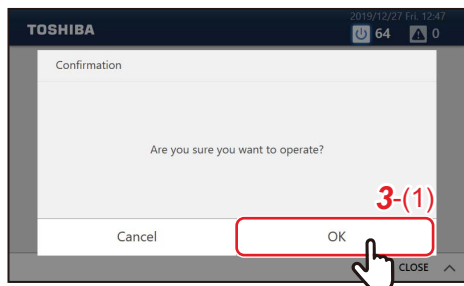 2019/12/27 Fri. 12:47
TOSHIBA
64
0
Confirmation
Are you sure you want to operate?
3-(1)
Cancel
OK
CLOSE